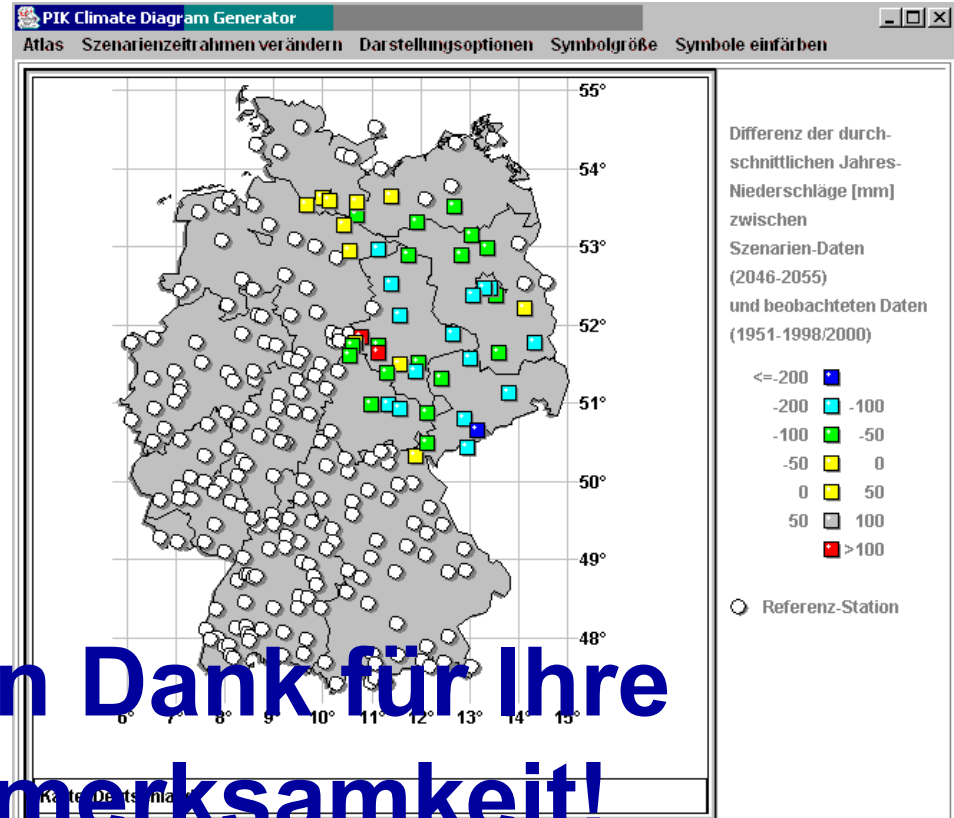 PIK Climate Diagram Generator
Atlas Szenarienzeitrahmen verändern Darstellungsoptionen Symbolgröße Symbole einfärben
55°
54°
53°
52°
51°
50°
49°
48°
6° 7° 8° 9° 10° 11° 12° 13° 14° 15°
Differenz der durch-
schnittlichen Jahres-
Niederschläge [mm]
zwischen
Szenarien-Daten
(2046-2055)
und beobachteten Daten
(1951-1998/2000)
<=-200
-200 -100
-100 -50
-50 0
0 50
50 100
>100
Referenz-Station
n Dank für Ihre
merksamkeit!
Karte: Deutschland